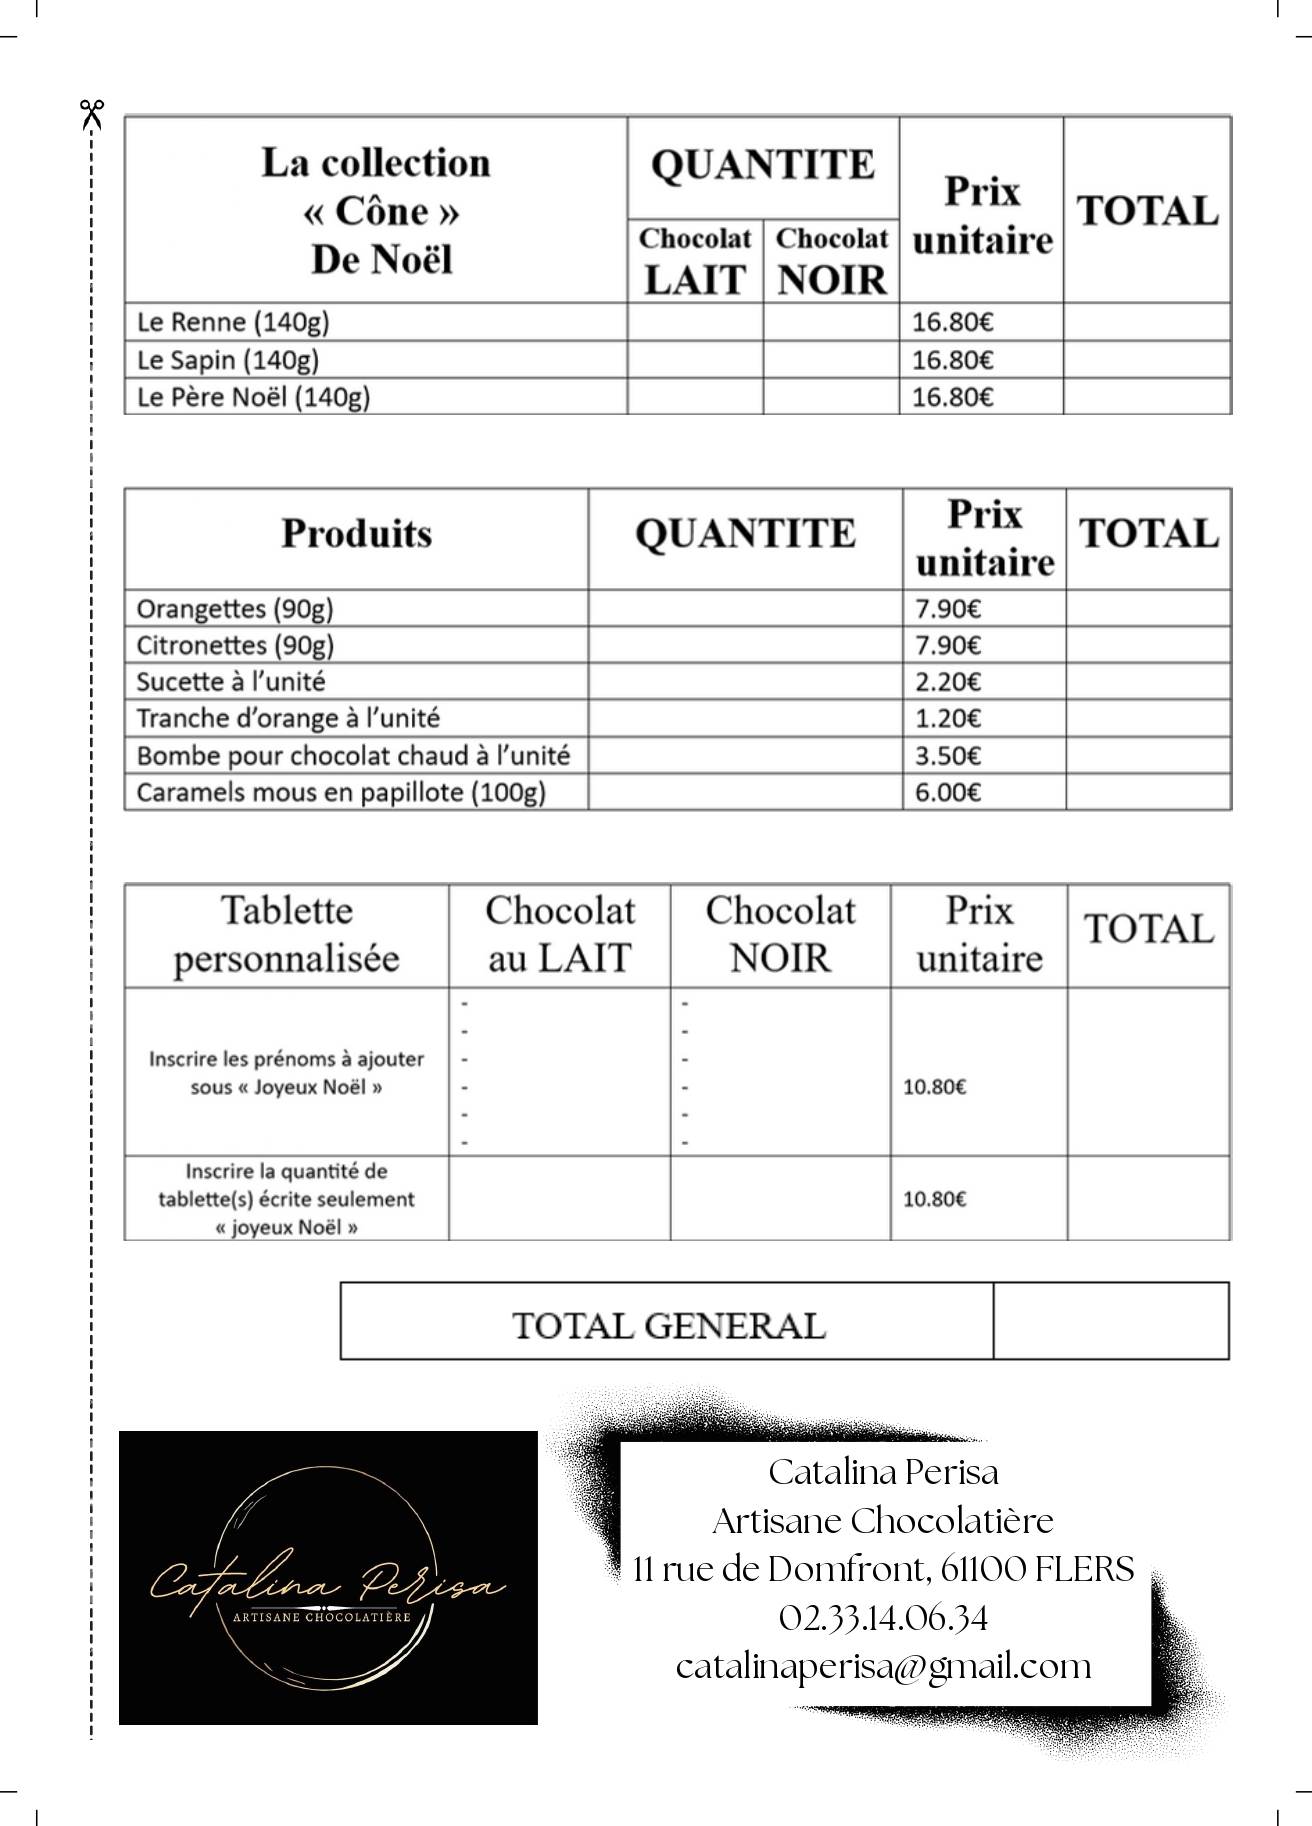 La collection
« Cône »
De Noël
QUANTITE
Chocolat
LAIT
Chocolat
NOIR
Prix
unitaire
TOTAL
Le Renne (140g) 16.80€
Le Sapin (140g) 16.80€
Le Père Noël (140g) 16.80€
Produits
QUANTITE
Prix
unitaire
TOTAL
Orangettes (90g) 7.90€
Citronettes (90g) 7.90€
Sucette à l’unité 2.20€
Tranche d’orange à l’unité 1.20€
Bombe pour chocolat chaud à l’unité 3.50€
Caramels mous en papillote (100g) 6.00€
Tablette
personnalisée
Chocolat
au LAIT
Chocolat
NOIR
Prix
unitaire
TOTAL
Inscrire les prénoms à ajouter
sous « Joyeux Noël »
-
-
-
-
-
-
-
-
-
-
-
-
10.80€
Inscrire la quantité de
tablette(s) écrite seulement
« joyeux Noël »
10.80€
TOTAL GENERAL
Catalina Perisa
ARTISANE CHOCOLATIÈRE
Catalina Perisa
Artisane Chocolatière
11 rue de Domfront, 61100 FLERS
02.33.14.06.34
catalinaperisa@gmail.com